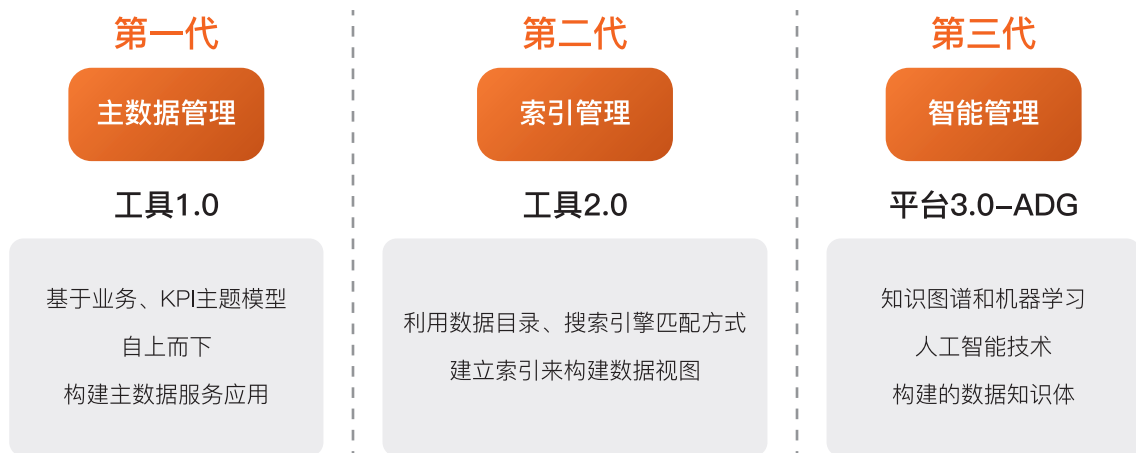 第一代
主数据管理
工具1.0
基于业务、KPI主题模型
自上而下
构建主数据服务应用
第二代
索引管理
工具2.0
利用数据目录、搜索引擎匹配方式
建立索引来构建数据视图
第三代
智能管理
平台3.0–ADG
知识图谱和机器学习
人工智能技术
构建的数据知识体